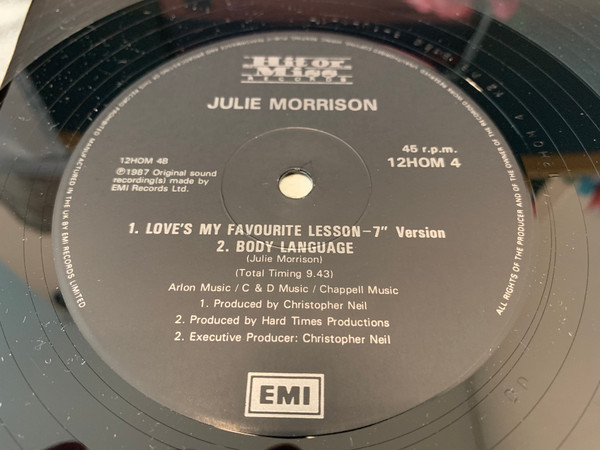 Hit or
Miss
RECORDS
JULIE MORRISON
45 r.p.m.
12HOM 4
12HOM 4B
℗1987 Original sound
recording(s) made by
EMI Records Ltd.
1. LOVE'S MY FAVOURITE LESSON–7" Version
2. BODY LANGUAGE
(Julie Morrison)
(Total Timing 9.43)
Arlon Music / C & D Music / Chappell Music
1. Produced by Christopher Neil
2. Produced by Hard Times Productions
2. Executive Producer: Christopher Neil
EMI
MANUFACTURED IN THE UK BY EMI RECORDS LIMITED
ALL RIGHTS OF THE PRODUCER AND OF THE OWNER OF THE RECORDED